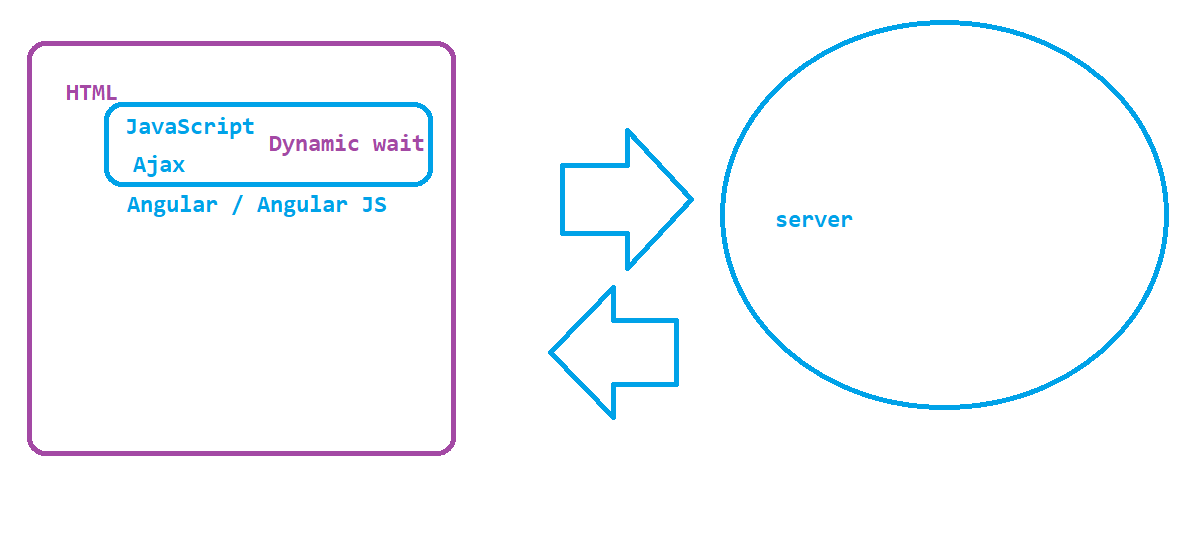 HTML
JavaScript
Dynamic wait
Ajax
Angular / Angular JS
server